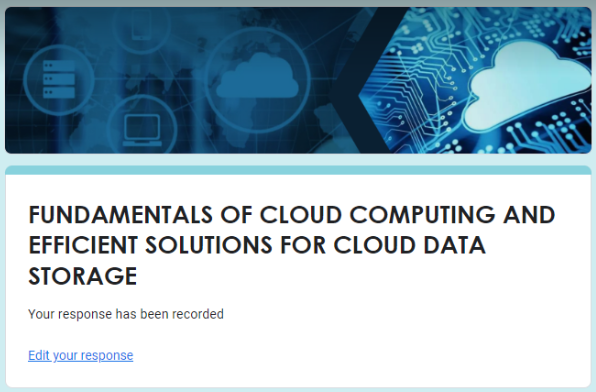 FUNDAMENTALS OF CLOUD COMPUTING AND
EFFICIENT SOLUTIONS FOR CLOUD DATA
STORAGE
Your response has been recorded
Edit your response